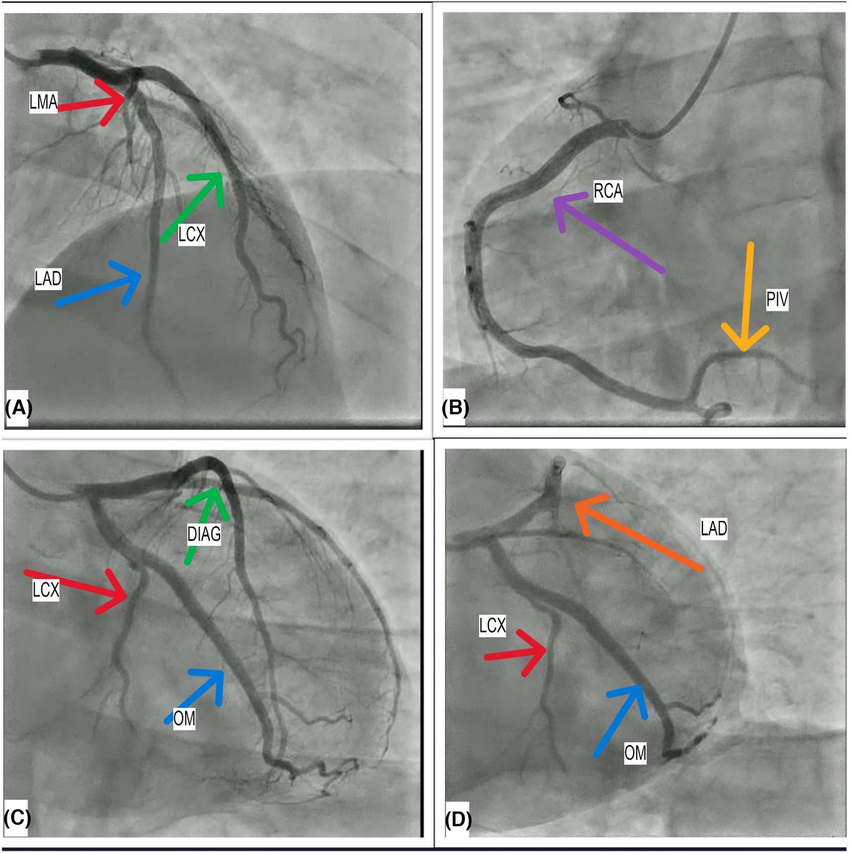 LMA
LCX
LAD
(A)
RCA
PIV
(B)
DIAG
LCX
OM
(C)
LAD
LCX
OM
(D)